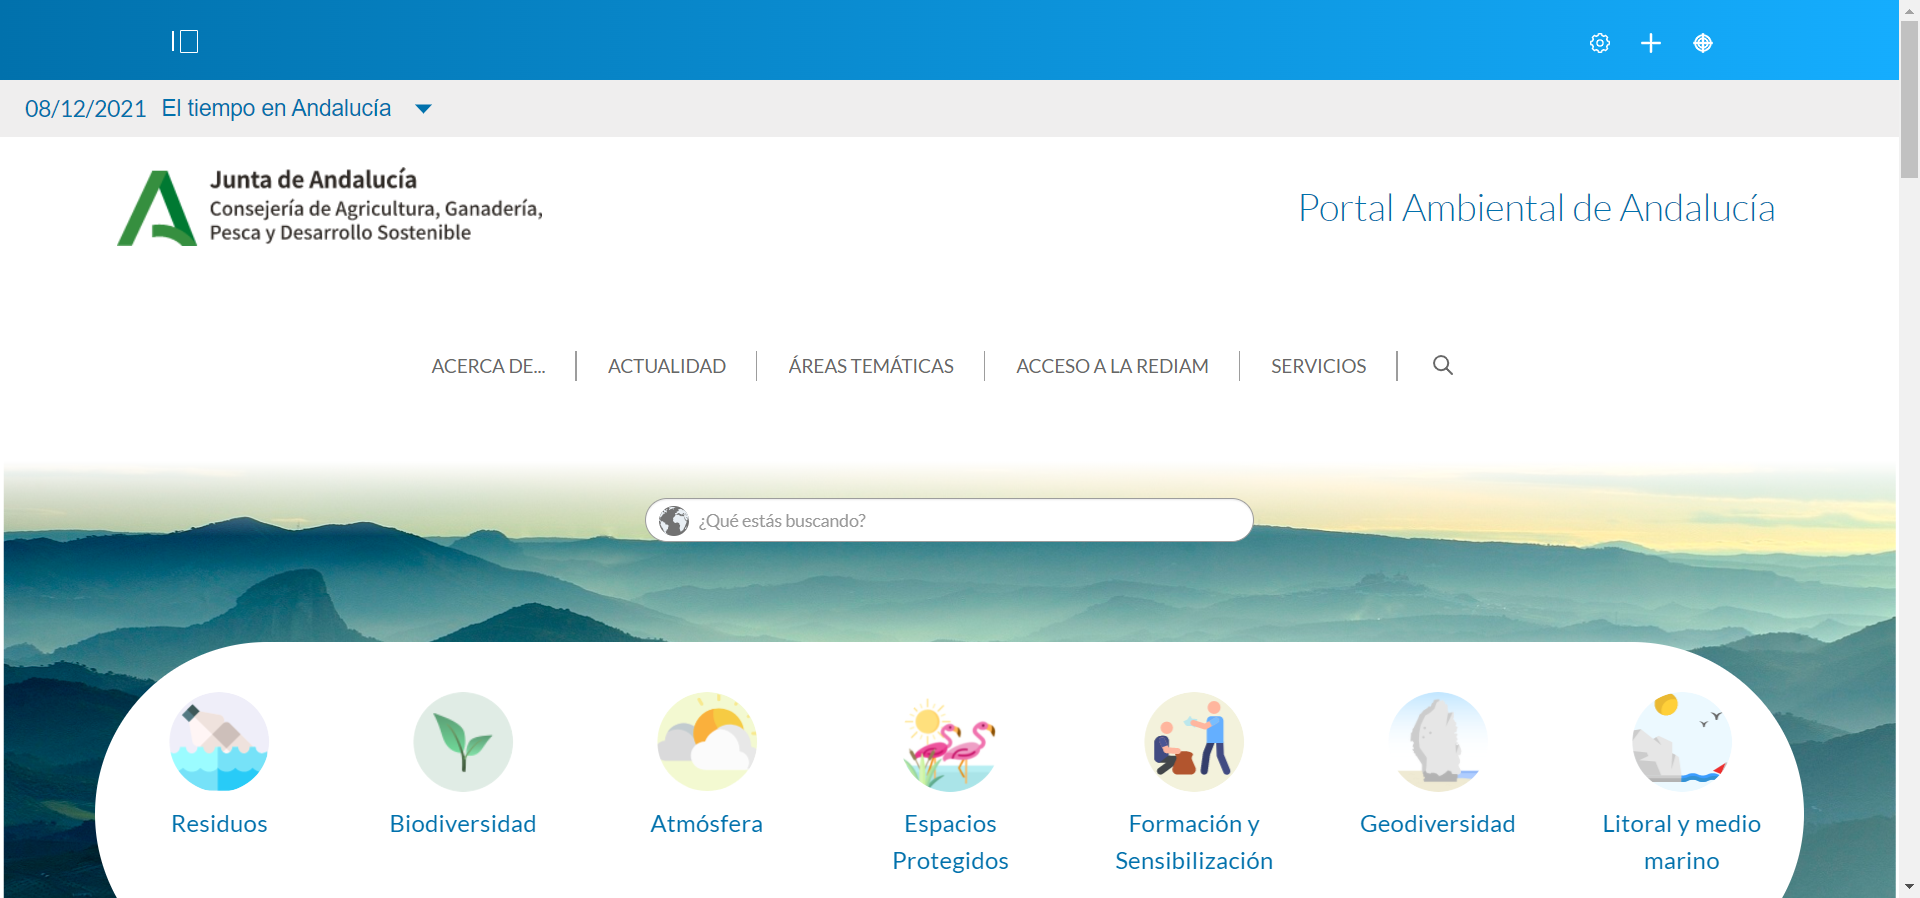 08/12/2021 El tiempo en Andalucía
Junta de Andalucía
Consejería de Agricultura, Ganadería,
Pesca y Desarrollo Sostenible
Portal Ambiental de Andalucía
ACERCA DE...
ACTUALIDAD
ÁREAS TEMÁTICAS
ACCESO A LA REDIAM
SERVICIOS
¿Qué estás buscando?
Residuos
Biodiversidad
Atmósfera
Espacios
Protegidos
Formación y
Sensibilización
Geodiversidad
Litoral y medio
marino